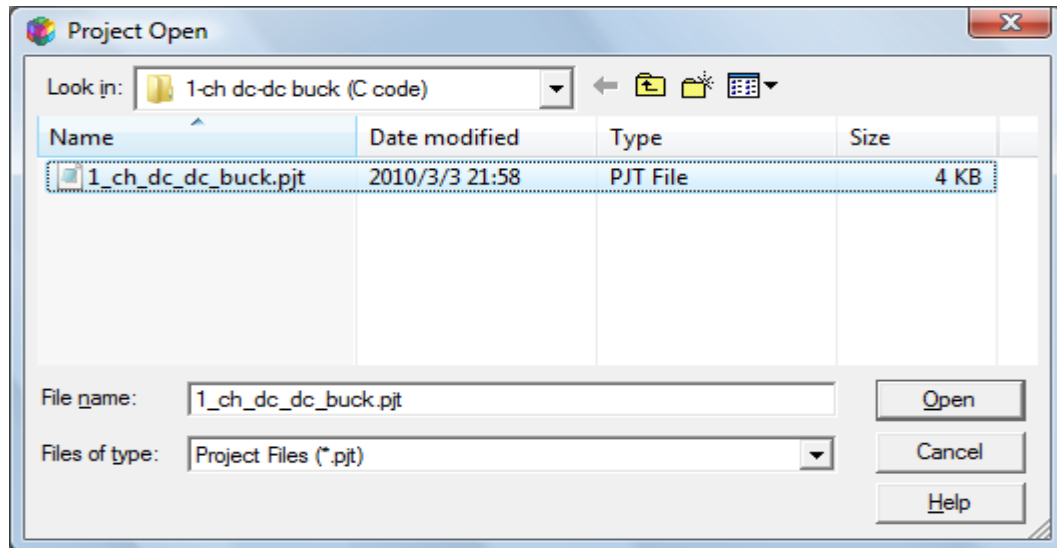 Project Open
Look in: 1-ch dc-dc buck (C code)
Name Date modified Type Size
1_ch_dc_dc_buck.pjt 2010/3/3 21:58 PJT File 4 KB
File name: 1_ch_dc_dc_buck.pjt Open
Files of type: Project Files (*.pjt) Cancel
Help